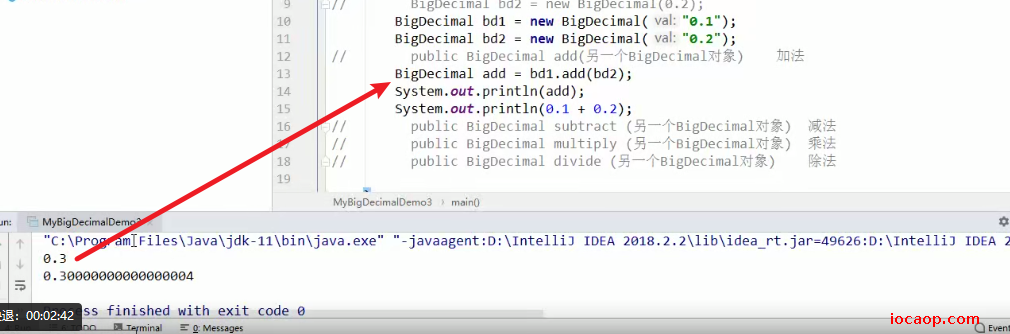 9 // BigDecimal bd2 = new BigDecimal(0.2);
10 BigDecimal bd1 = new BigDecimal( val: "0.1");
11 BigDecimal bd2 = new BigDecimal( val: "0.2");
12 // public BigDecimal add(另一个BigDecimal对象) 加法
13 BigDecimal add = bd1.add(bd2);
14 System.out.println(add);
15 System.out.println(0.1 + 0.2);
16 // public BigDecimal subtract (另一个BigDecimal对象) 减法
17 // public BigDecimal multiply (另一个BigDecimal对象) 乘法
18 // public BigDecimal divide (另一个BigDecimal对象) 除法
19
MyBigDecimalDemo3 › main()
un: MyBigDecimalDemo3
"C:\Program Files\Java\jdk-11\bin\java.exe" "-javaagent:D:\IntelliJ IDEA 2018.2.2\lib\idea_rt.jar=49626:D:\IntelliJ IDEA 2
0.3
0.30000000000000004
ess finished with exit code 0
退: 00:02:42
Terminal 0: Messages Event
iocaop.com